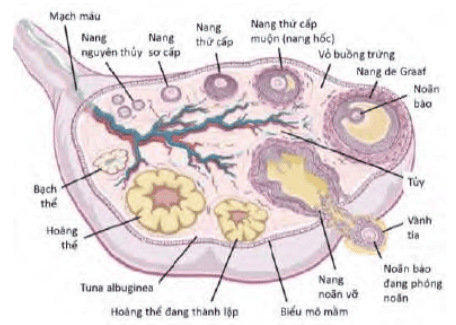 Mạch máu
Nang
nguyên thủy
Nang
sơ cấp
Nang
thứ cấp
Nang thứ cấp
muộn (nang hốc)
Vỏ buồng trứng
Nang de Graaf
Noãn
bào
Tủy
Vành
tia
Noãn bào
đang phóng
noãn
Nang
noãn vỡ
Biểu mô mầm
Hoàng thể đang thành lập
Tuna albuginea
Hoàng
thể
Bạch
thể